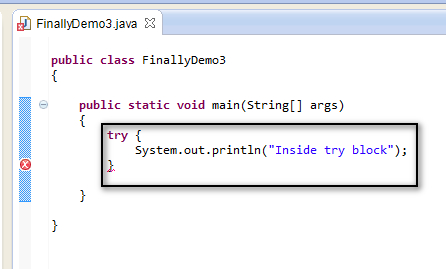 FinallyDemo3.java
public class FinallyDemo3
{
public static void main(String[] args)
{
try {
System.out.println("Inside try block");
}
}
}